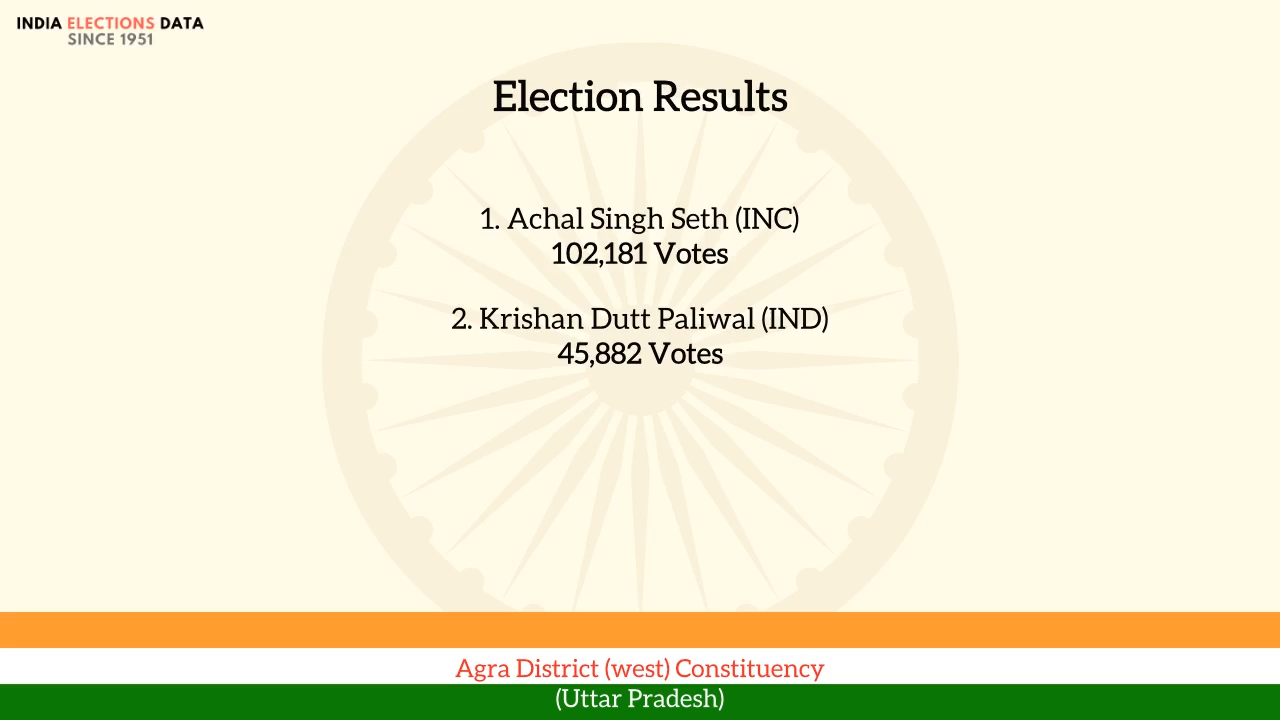 INDIA ELECTIONS DATA
SINCE 1951
Election Results
1. Achal Singh Seth (INC)
102,181 Votes
2. Krishan Dutt Paliwal (IND)
45,882 Votes
Agra District (west) Constituency
(Uttar Pradesh)